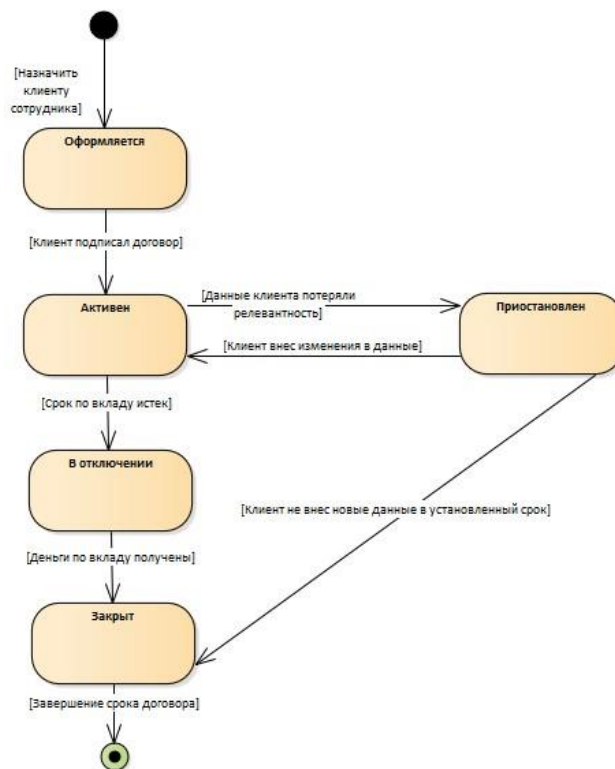 [Назначить
клиенту
сотрудника]
Оформляется
[Клиент подписал договор]
Активен
[Данные клиента потеряли
релевантность]
Приостановлен
[Клиент внес изменения в данные]
[Срок по вкладу истек]
В отключении
[Клиент не внес новые данные в установленный срок]
[Деньги по вкладу получены]
Закрыт
[Завершение срока договора]